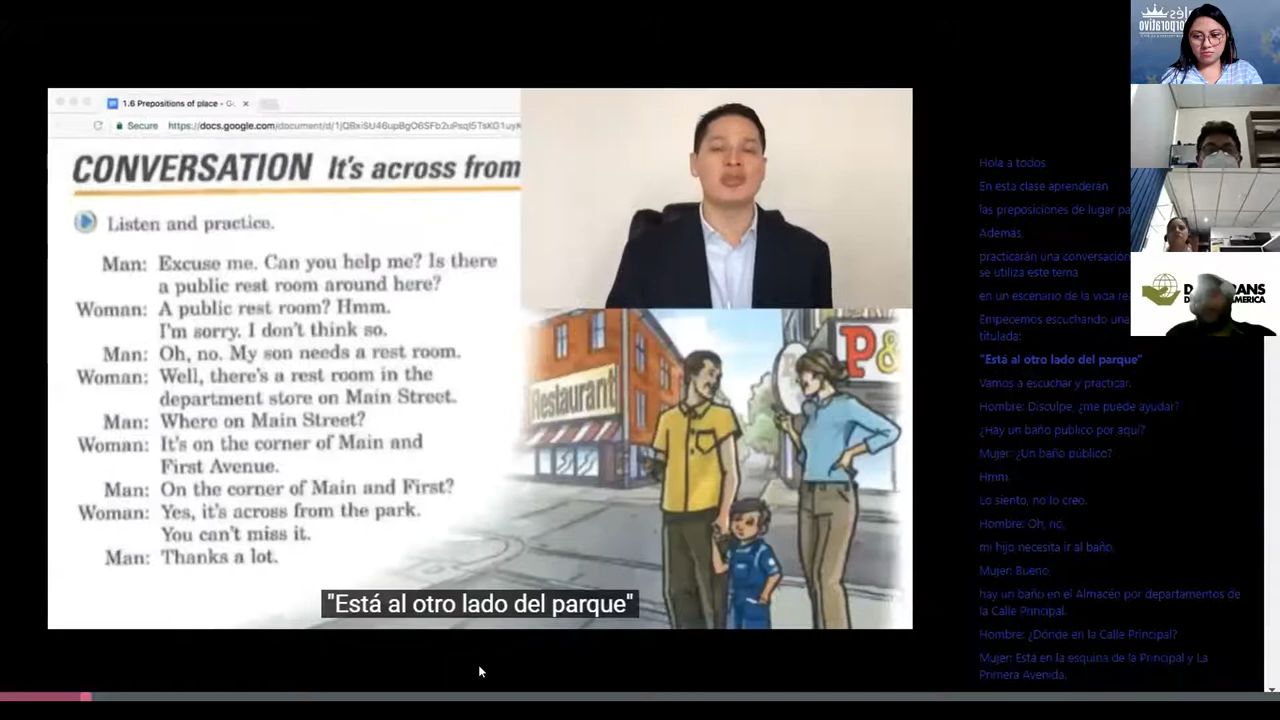 1.6 Prepositions of place - G
Secure
CONVERSATION It's across from
Listen and practice.
Man: Excuse me. Can you help me? Is there
a public rest room around here?
Woman: A public rest room? Hmm.
I'm sorry. I don't think so.
Man: Oh, no. My son needs a rest room.
Woman: Well, there's a rest room in the
department store on Main Street.
Man: Where on Main Street?
Woman: It's on the corner of Main and
First Avenue.
Man: On the corner of Main and First?
Woman: Yes, it's across from the park.
You can't miss it.
Man: Thanks a lot.
Restaurant
P&
"Está al otro lado del parque"
Hola a todos
En esta clase aprenderán
las preposiciones de lugar
Además,
practicarán una conversación
se utiliza este tema
en un escenario de la vida
Empecemos escuchando una
titulada:
"Está al otro lado del parque"
Vamos a escuchar y practicar.
Hombre: Disculpe, ¿me puede ayudar?
¿Hay un baño publico por aquí?
Mujer: ¿Un baño público?
Hmm.
Lo siento, no lo creo.
Hombre: Oh, no,
mi hijo necesita ir al baño.
Mujer: Bueno,
hay un baño en el Almacén por departamentos de
la Calle Principal.
Hombre: ¿Dónde en la Calle Principal?
Mujer: Está en la esquina de la Principal y La
Primera Avenida.